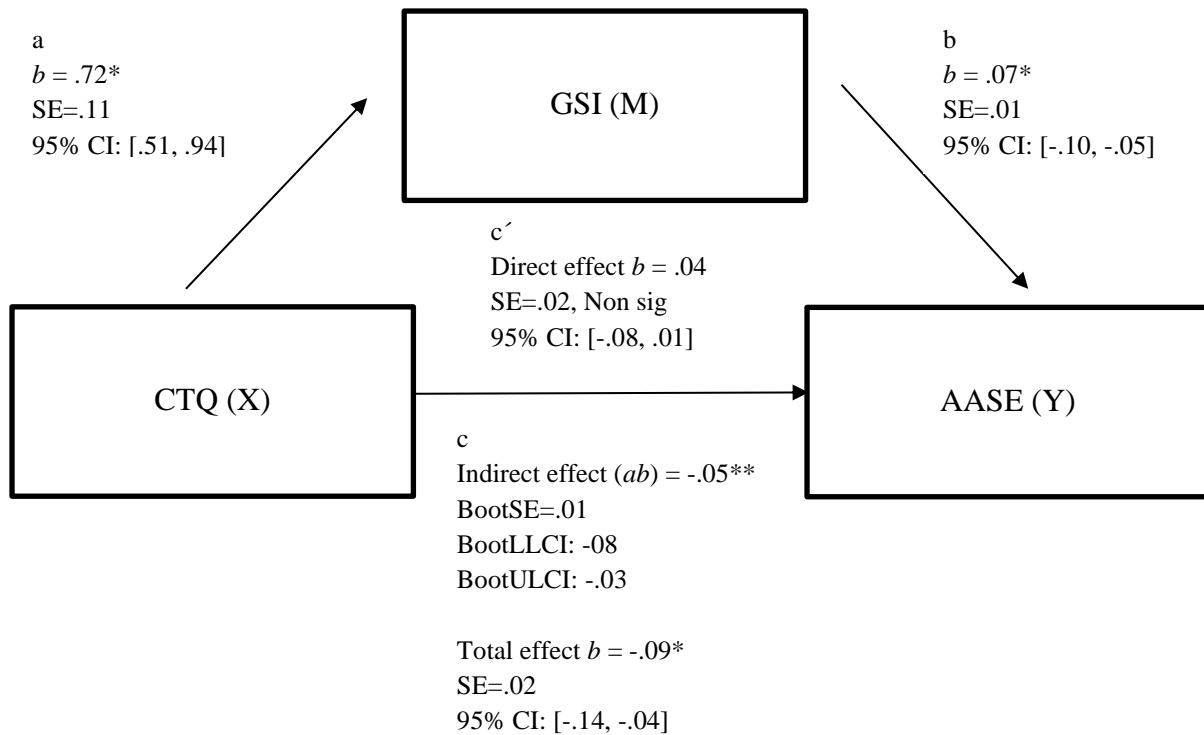 a
b = .72*
SE=.11
95% CI: [.51, .94]
GSI (M)
b
b = .07*
SE=.01
95% CI: [-.10, -.05]
c´
Direct effect b = .04
SE=.02, Non sig
95% CI: [-.08, .01]
CTQ (X)
AASE (Y)
c
Indirect effect (ab) = -.05**
BootSE=.01
BootLLCI: -08
BootULCI: -.03
Total effect b = -.09*
SE=.02
95% CI: [-.14, -.04]